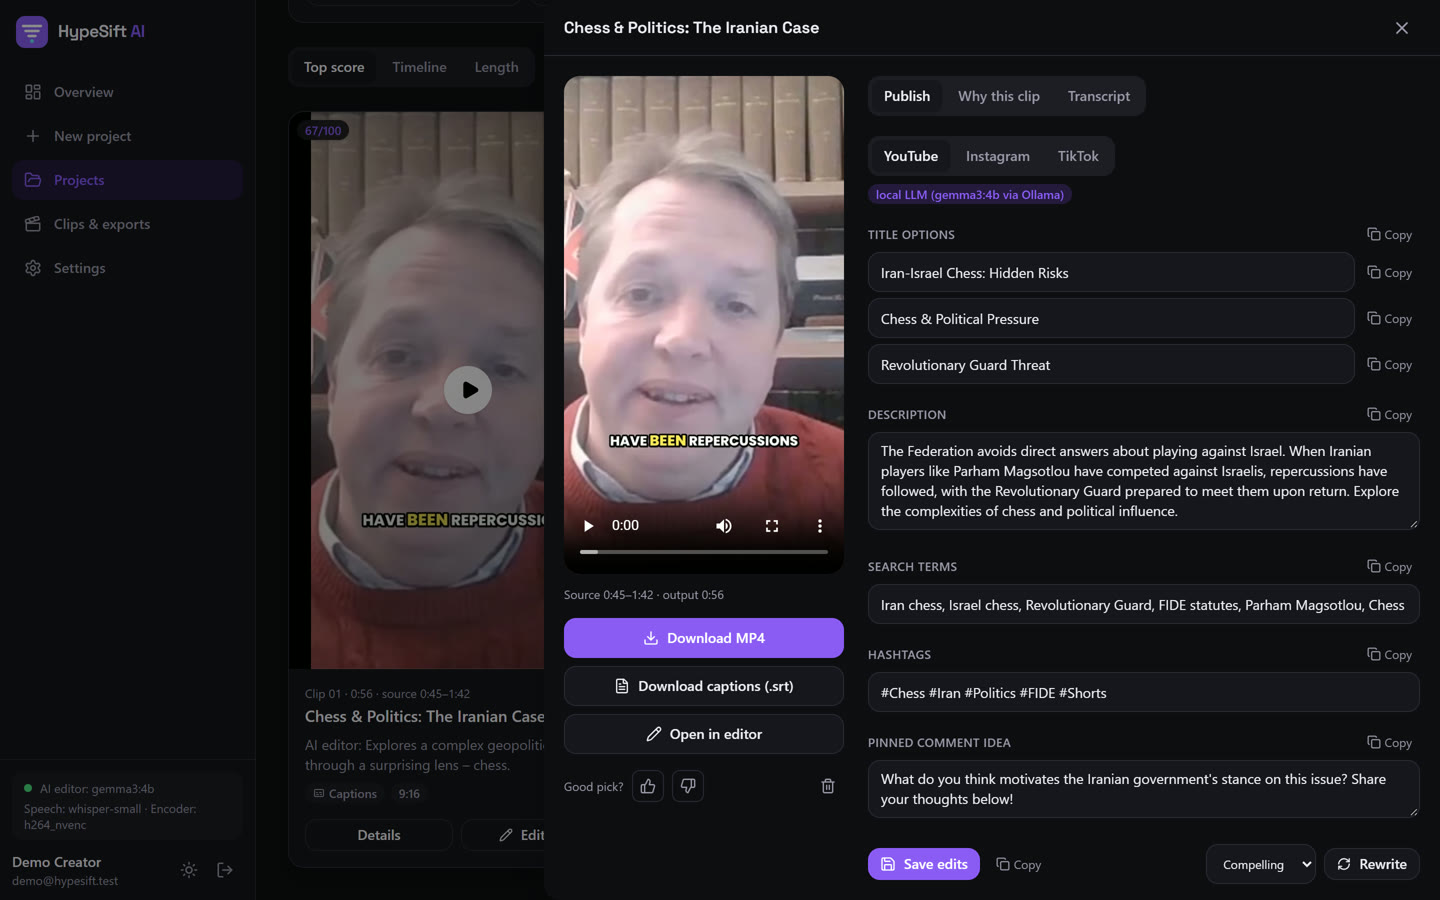 HypeSift AI
Overview
New project
Projects
Clips & exports
Settings
AI editor: gemma3:4b
Speech: whisper-small · Encoder:
h264_nvenc
Demo Creator
demo@hypesift.test
Top score
Timeline
Length
67/100
HAVE BEEN REPERCUSSIO
Clip 01 · 0:56 · source 0:45–1:42
Chess & Politics: The Iranian Case
AI editor: Explores a complex geopoliti
through a surprising lens – chess.
Captions
9:16
Details
Edit
Chess & Politics: The Iranian Case
HAVE BEEN REPERCUSSIONS
0:00
Source 0:45–1:42 · output 0:56
Download MP4
Download captions (.srt)
Open in editor
Good pick?
Publish
Why this clip
Transcript
YouTube
Instagram
TikTok
local LLM (gemma3:4b via Ollama)
TITLE OPTIONS
Copy
Iran-Israel Chess: Hidden Risks
Copy
Chess & Political Pressure
Copy
Revolutionary Guard Threat
Copy
DESCRIPTION
Copy
The Federation avoids direct answers about playing against Israel. When Iranian
players like Parham Magsotlou have competed against Israelis, repercussions have
followed, with the Revolutionary Guard prepared to meet them upon return. Explore
the complexities of chess and political influence.
SEARCH TERMS
Copy
Iran chess, Israel chess, Revolutionary Guard, FIDE statutes, Parham Magsotlou, Chess
HASHTAGS
Copy
#Chess #Iran #Politics #FIDE #Shorts
PINNED COMMENT IDEA
Copy
What do you think motivates the Iranian government's stance on this issue? Share
your thoughts below!
Save edits
Copy
Compelling
Rewrite